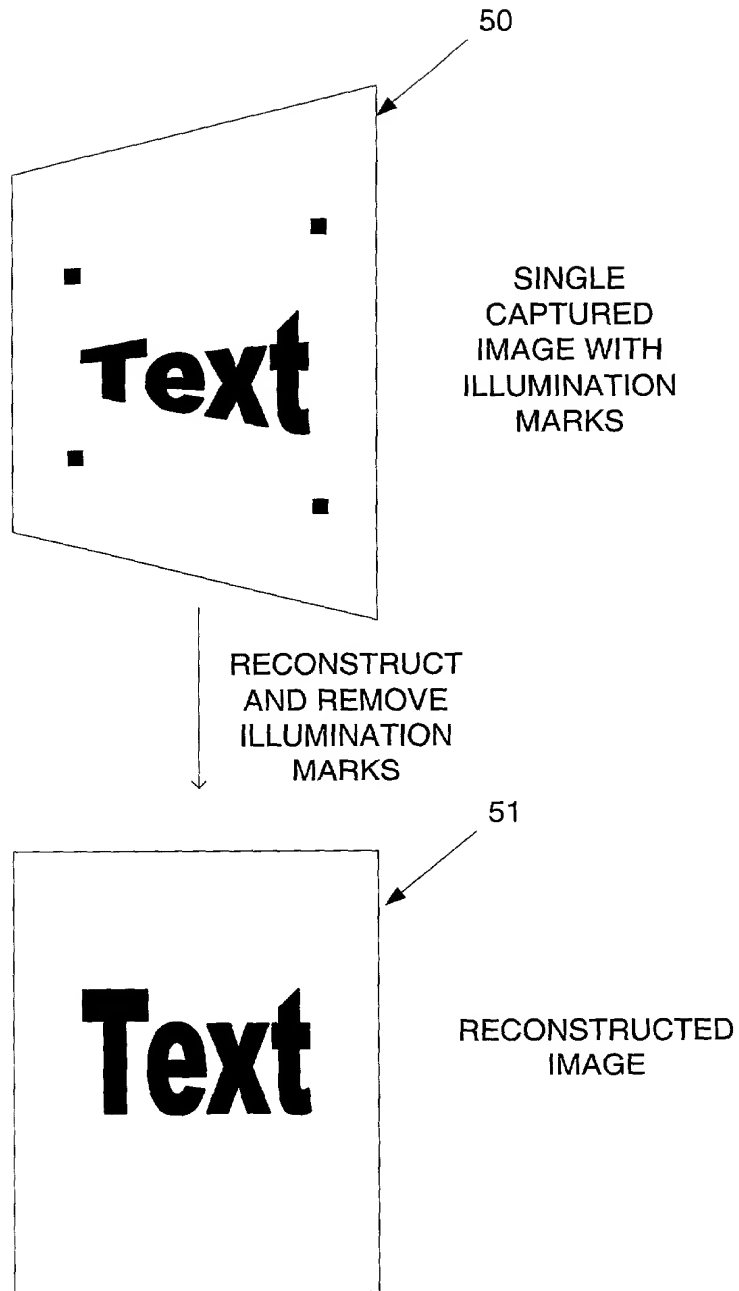 50
SINGLE
CAPTURED
IMAGE WITH
ILLUMINATION
MARKS
Text
RECONSTRUCT
AND REMOVE
ILLUMINATION
MARKS
51
Text
RECONSTRUCTED
IMAGE